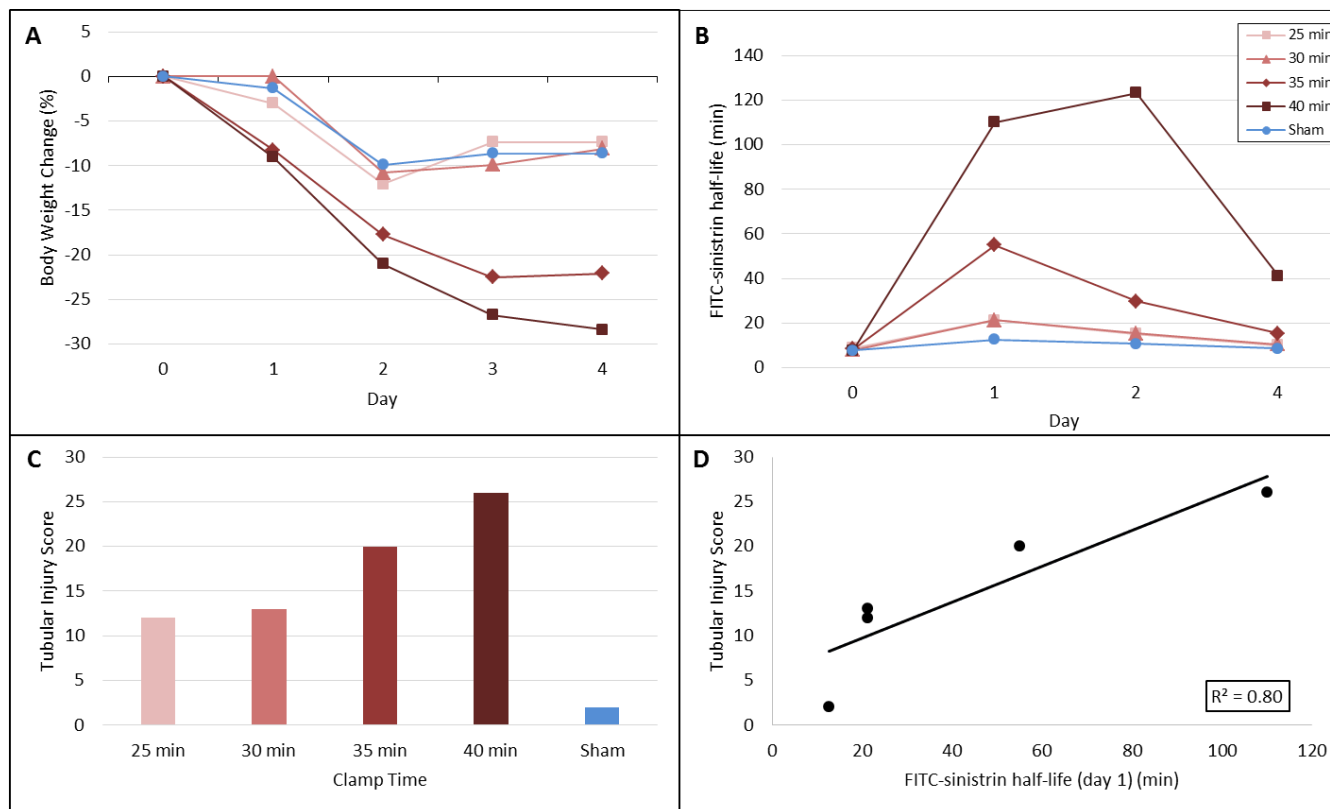 A
Body Weight Change (%)
5
0
-5
-10
-15
-20
-25
-30
0 1 2 3 4
Day
B
FITC-sinistrin half-life (min)
140
120
100
80
60
40
20
0
0 1 2 4
Day
25 min
30 min
35 min
40 min
Sham
C
Tubular Injury Score
30
25
20
15
10
5
0
25 min 30 min 35 min 40 min Sham
Clamp Time
D
Tubular Injury Score
30
25
20
15
10
5
0
R² = 0.80
0 20 40 60 80 100 120
FITC-sinistrin half-life (day 1) (min)